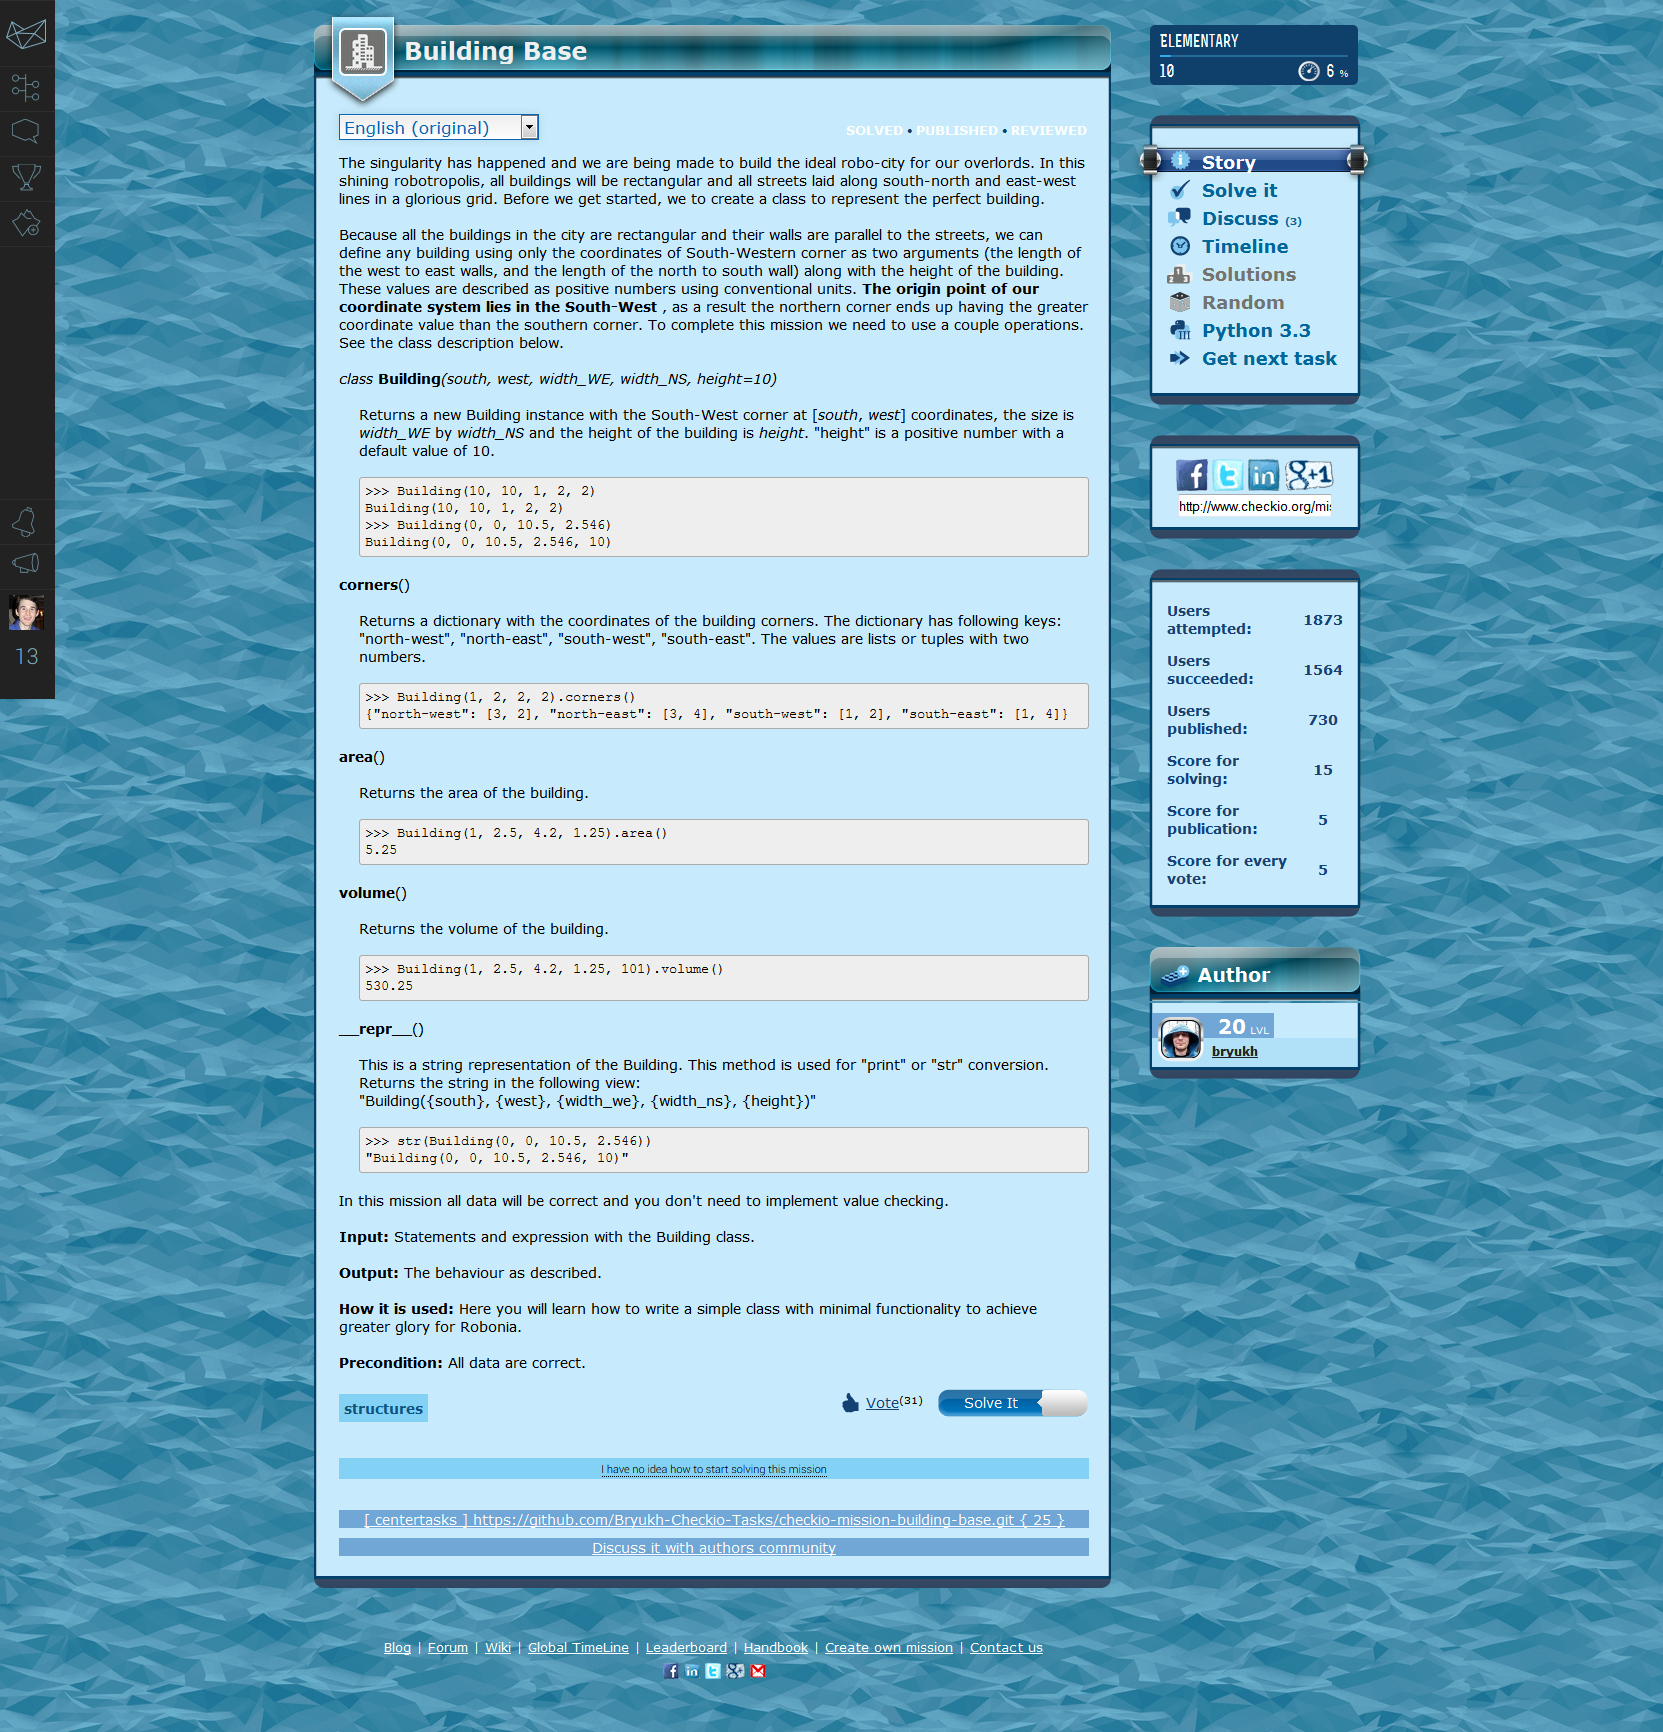 Building Base
English (original)
SOLVED • PUBLISHED • REVIEWED
The singularity has happened and we are being made to build the ideal robo-city for our overlords. In this
shining robotropolis, all buildings will be rectangular and all streets laid along south-north and east-west
lines in a glorious grid. Before we get started, we to create a class to represent the perfect building.
Because all the buildings in the city are rectangular and their walls are parallel to the streets, we can
define any building using only the coordinates of South-Western corner as two arguments (the length of
the west to east walls, and the length of the north to south wall) along with the height of the building.
These values are described as positive numbers using conventional units. The origin point of our
coordinate system lies in the South-West , as a result the northern corner ends up having the greater
coordinate value than the southern corner. To complete this mission we need to use a couple operations.
See the class description below.
class Building(south, west, width_WE, width_NS, height=10)
Returns a new Building instance with the South-West corner at [south, west] coordinates, the size is
width_WE by width_NS and the height of the building is height. "height" is a positive number with a
default value of 10.
>>> Building(10, 10, 1, 2, 2)
Building(10, 10, 1, 2, 2)
>>> Building(0, 0, 10.5, 2.546)
Building(0, 0, 10.5, 2.546, 10)
corners()
Returns a dictionary with the coordinates of the building corners. The dictionary has following keys:
"north-west", "north-east", "south-west", "south-east". The values are lists or tuples with two
numbers.
>>> Building(1, 2, 2, 2).corners()
{"north-west": [3, 2], "north-east": [3, 4], "south-west": [1, 2], "south-east": [1, 4]}
area()
Returns the area of the building.
>>> Building(1, 2.5, 4.2, 1.25).area()
5.25
volume()
Returns the volume of the building.
>>> Building(1, 2.5, 4.2, 1.25, 101).volume()
530.25
__repr__()
This is a string representation of the Building. This method is used for "print" or "str" conversion.
Returns the string in the following view:
"Building({south}, {west}, {width_we}, {width_ns}, {height})"
>>> str(Building(0, 0, 10.5, 2.546))
"Building(0, 0, 10.5, 2.546, 10)"
In this mission all data will be correct and you don't need to implement value checking.
Input: Statements and expression with the Building class.
Output: The behaviour as described.
How it is used: Here you will learn how to write a simple class with minimal functionality to achieve
greater glory for Robonia.
Precondition: All data are correct.
structures
Vote(31)
Solve It
I have no idea how to start solving this mission
[ centertasks ] https://github.com/Bryukh-Checkio-Tasks/checkio-mission-building-base.git { 25 }
Discuss it with authors community
ELEMENTARY
10
6 %
Story
Solve it
Discuss (3)
Timeline
Solutions
Random
Python 3.3
Get next task
http://www.checkio.org/mis
Users
attempted: 1873
Users
succeeded: 1564
Users
published: 730
Score for
solving: 15
Score for
publication: 5
Score for every
vote: 5
Author
20 LVL
bryukh
13
Blog | Forum | Wiki | Global TimeLine | Leaderboard | Handbook | Create own mission | Contact us